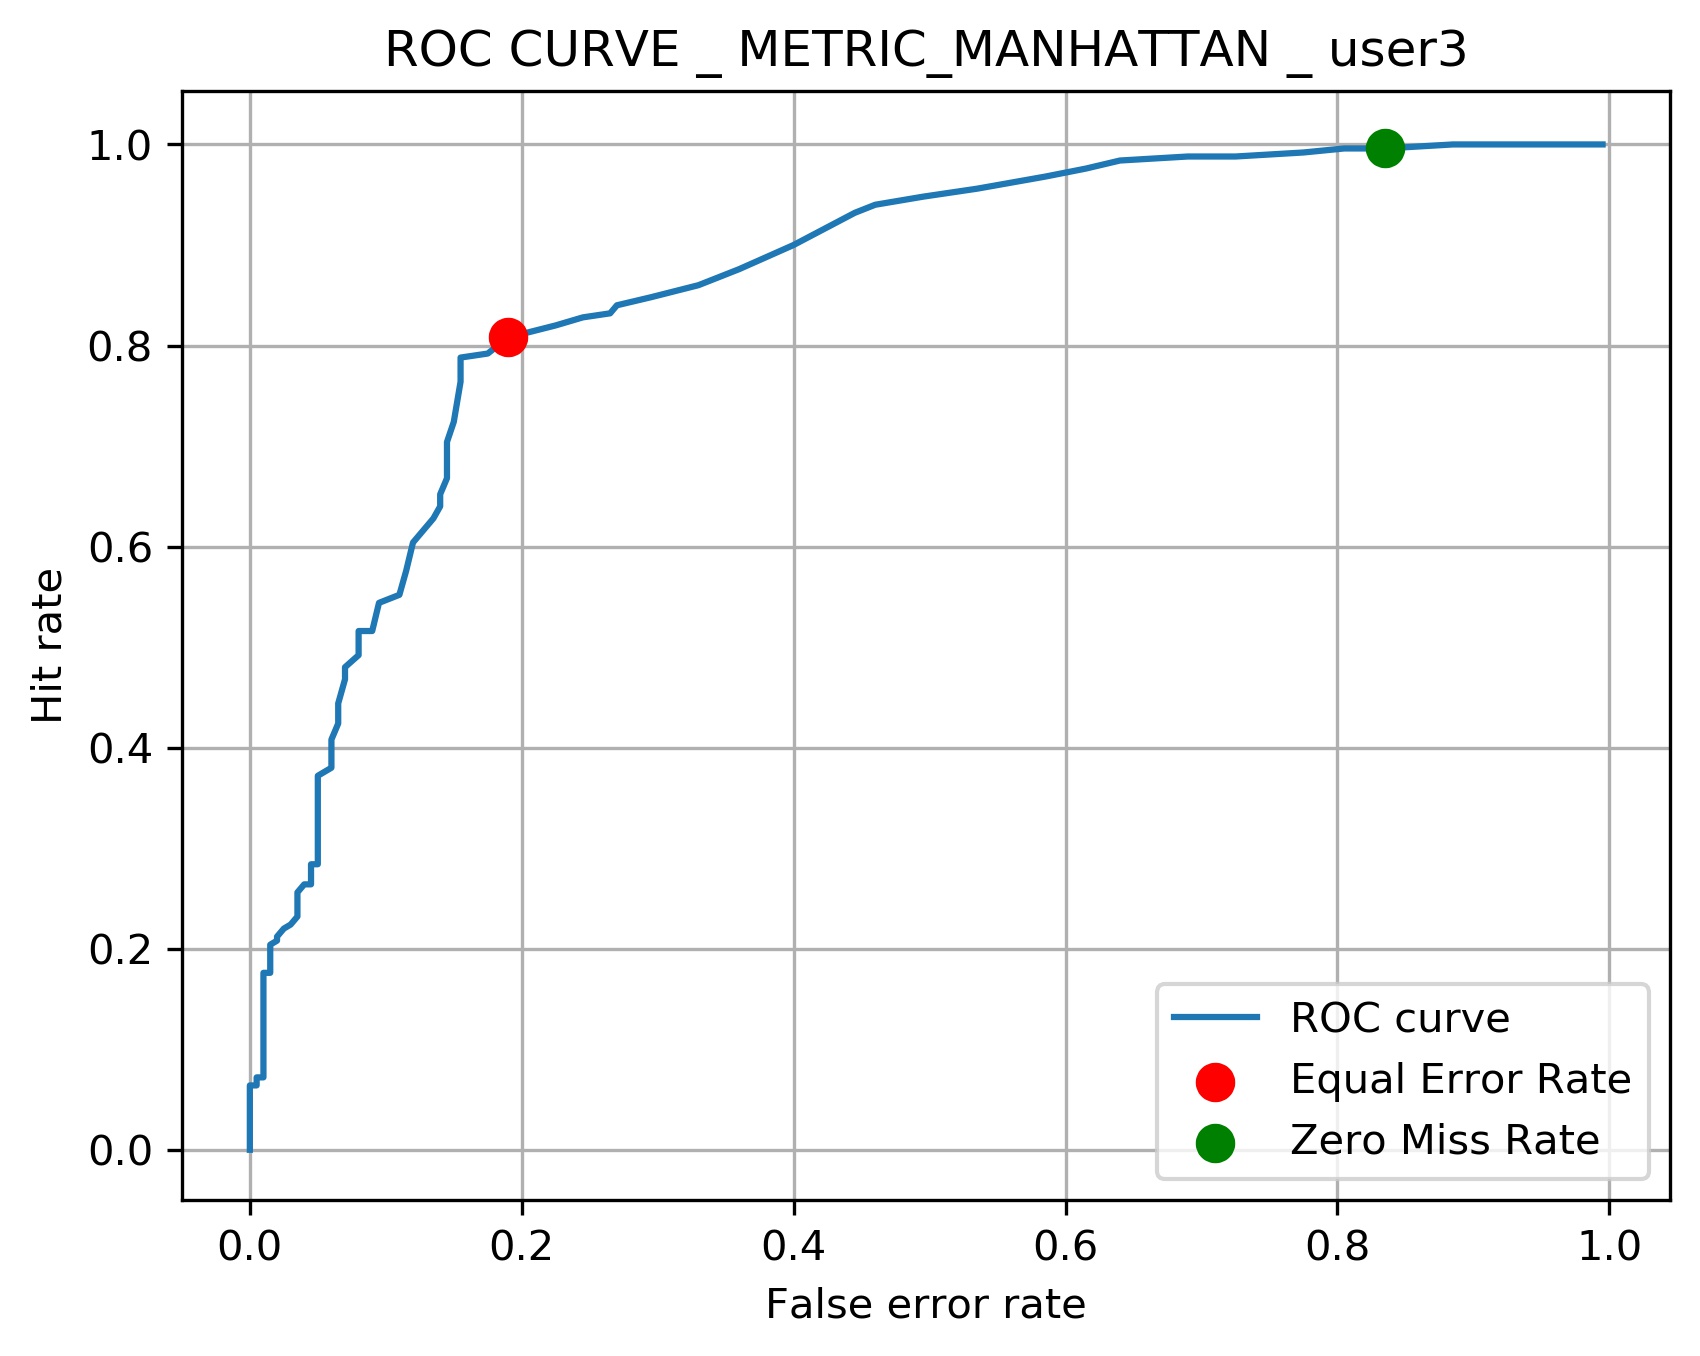 ROC CURVE _ METRIC_MANHATTAN _ user3
1.0
0.8
0.6
0.4
0.2
0.0
Hit rate
ROC curve
Equal Error Rate
Zero Miss Rate
0.0 0.2 0.4 0.6 0.8 1.0
False error rate